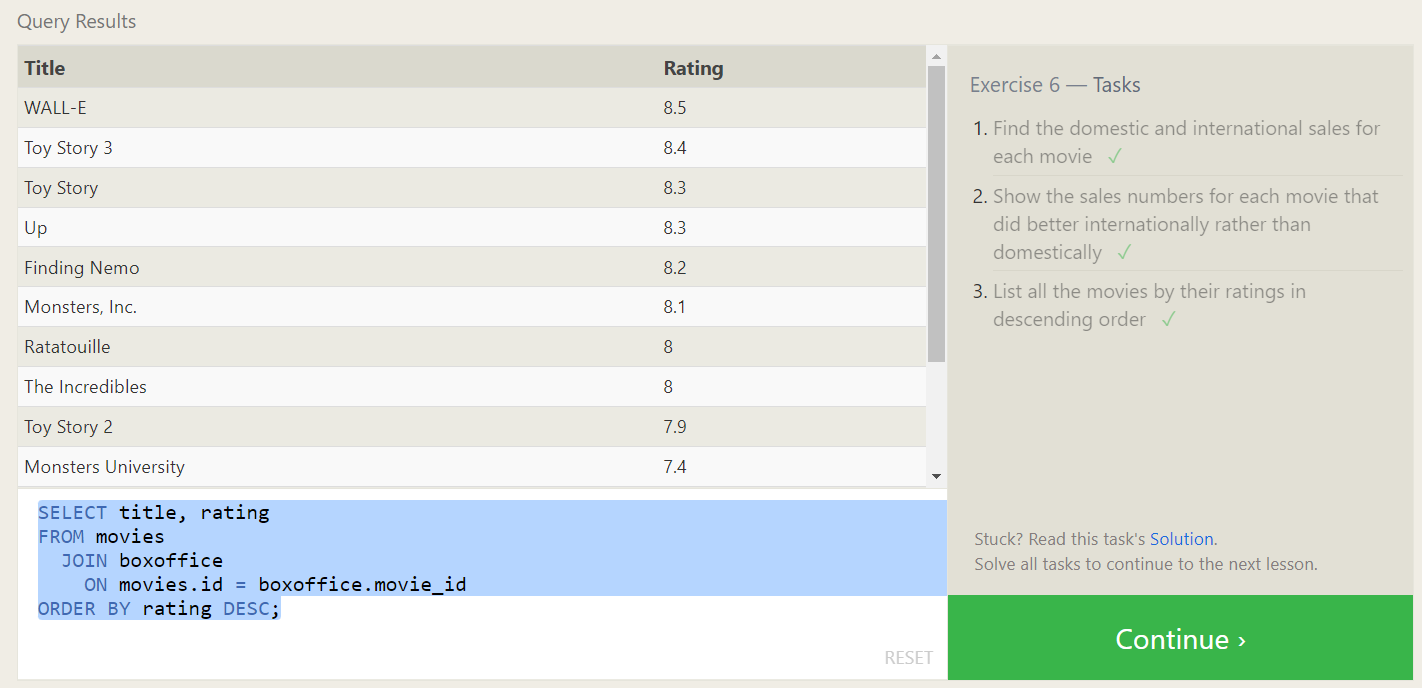 Query Results
Title Rating
WALL-E 8.5
Toy Story 3 8.4
Toy Story 8.3
Up 8.3
Finding Nemo 8.2
Monsters, Inc. 8.1
Ratatouille 8
The Incredibles 8
Toy Story 2 7.9
Monsters University 7.4
SELECT title, rating
FROM movies
  JOIN boxoffice
    ON movies.id = boxoffice.movie_id
ORDER BY rating DESC;
RESET
Exercise 6 — Tasks
1. Find the domestic and international sales for
each movie ✓
2. Show the sales numbers for each movie that
did better internationally rather than
domestically ✓
3. List all the movies by their ratings in
descending order ✓
Stuck? Read this task's Solution.
Solve all tasks to continue to the next lesson.
Continue ›